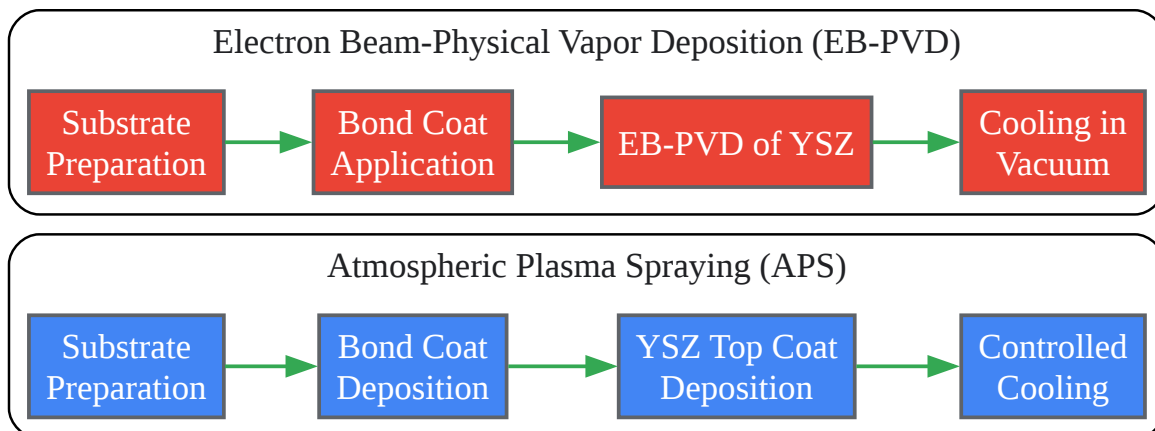 Electron Beam-Physical Vapor Deposition (EB-PVD)
Substrate
Preparation
Bond Coat
Application
EB-PVD of YSZ
Cooling in
Vacuum
Atmospheric Plasma Spraying (APS)
Substrate
Preparation
Bond Coat
Deposition
YSZ Top Coat
Deposition
Controlled
Cooling